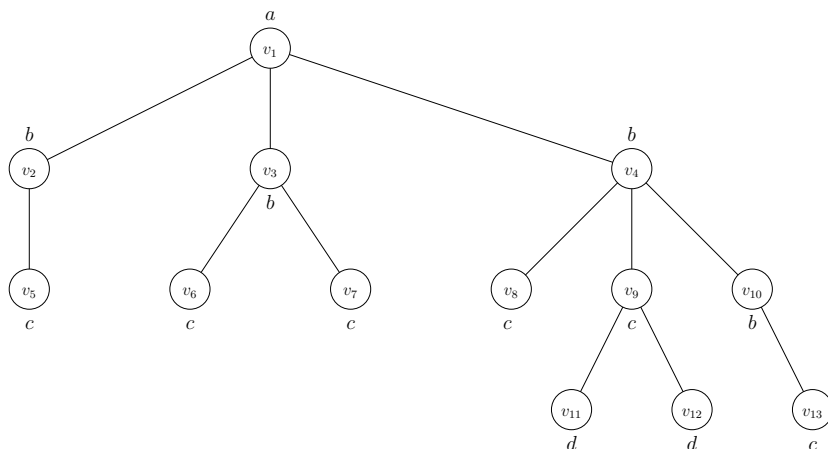 a
v₁
b b
v₂ v₃ v₄
b
v₅ v₆ v₇ v₈ v₉ v₁₀
c c c c c b
v₁₁ v₁₂ v₁₃
d d c